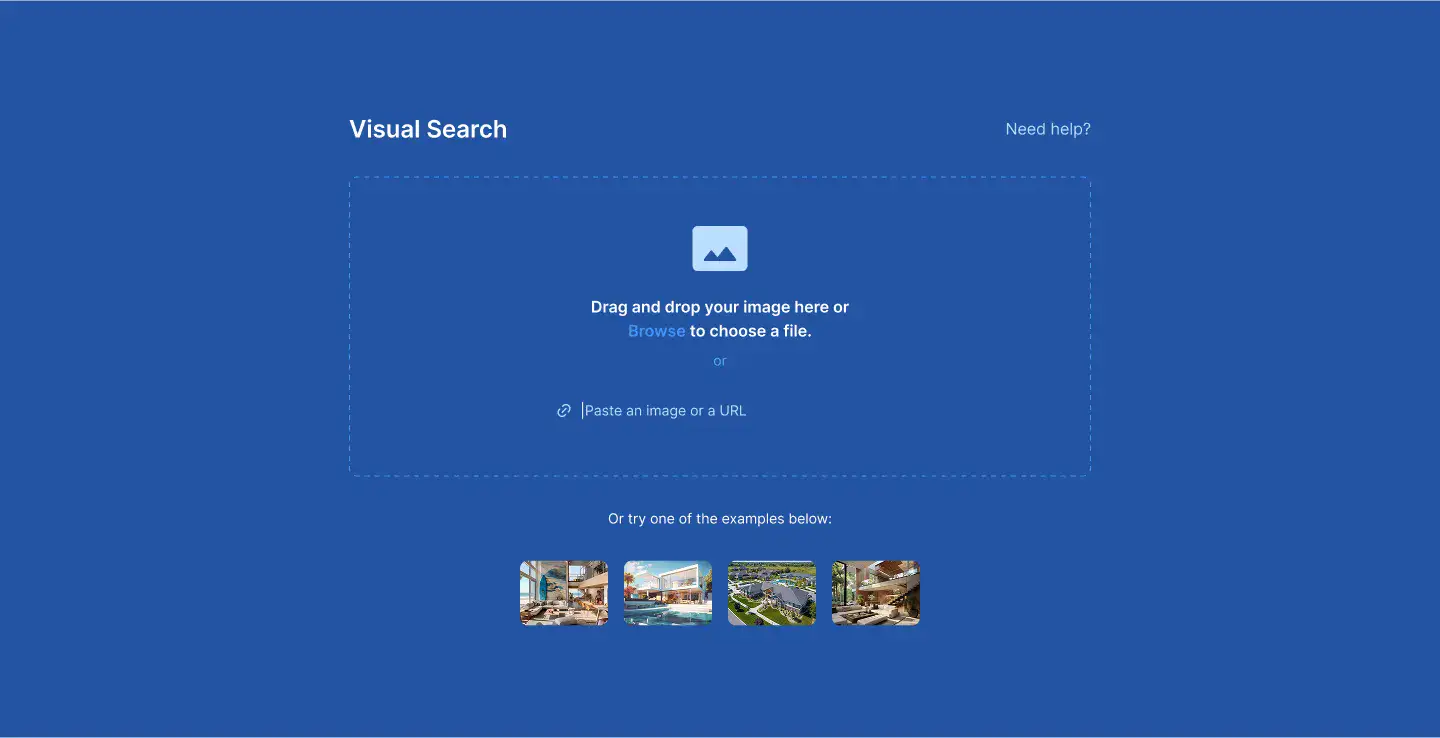 Visual Search
Need help?
Drag and drop your image here or
Browse to choose a file.
or
Paste an image or a URL
Or try one of the examples below: